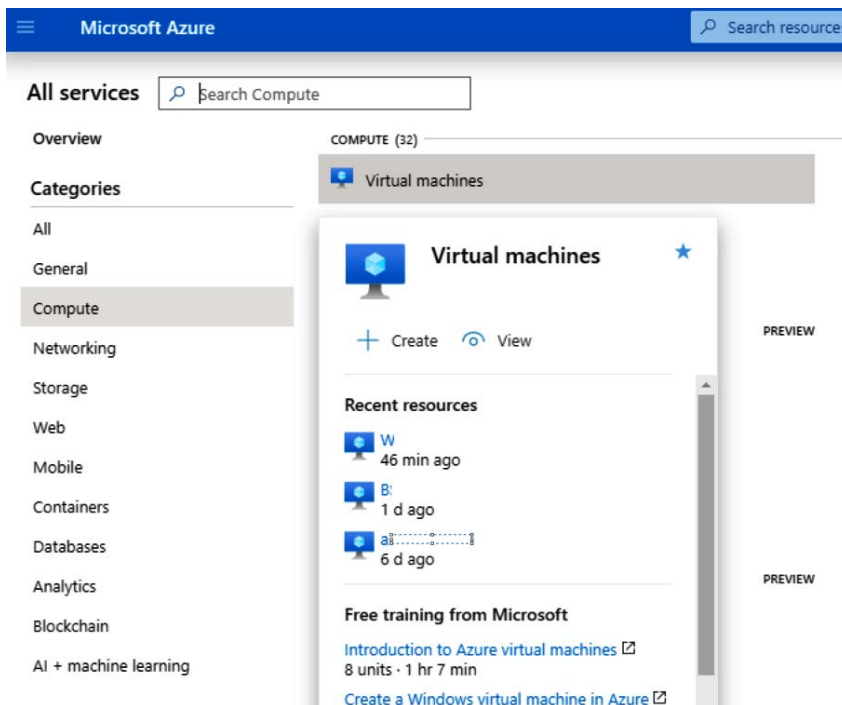 Microsoft Azure
Search resource
All services
Search Compute
Overview
Categories
All
General
Compute
Networking
Storage
Web
Mobile
Containers
Databases
Analytics
Blockchain
AI + machine learning
COMPUTE (32)
Virtual machines
Virtual machines
Create View
Recent resources
W
46 min ago
B
1 d ago
a
6 d ago
Free training from Microsoft
Introduction to Azure virtual machines
8 units · 1 hr 7 min
Create a Windows virtual machine in Azure
PREVIEW
PREVIEW